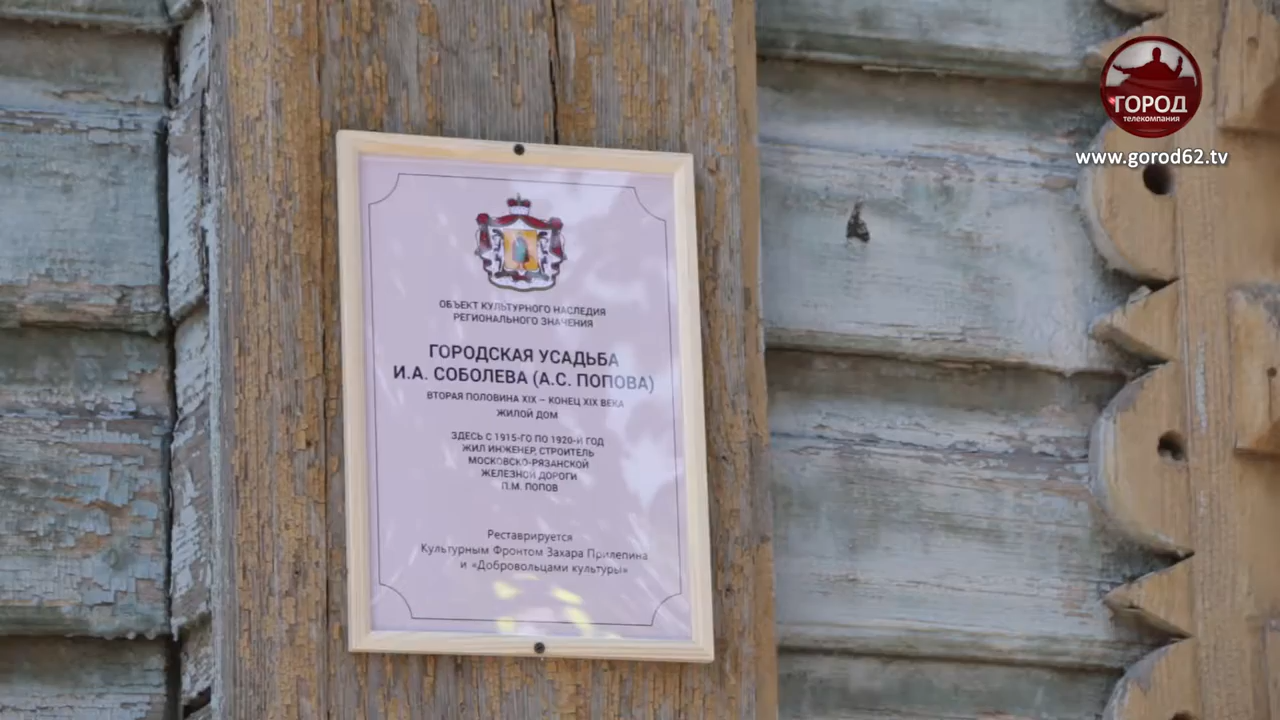 ГОРОД
телекомпания
www.gorod62.tv
ОБЪЕКТ КУЛЬТУРНОГО НАСЛЕДИЯ
РЕГИОНАЛЬНОГО ЗНАЧЕНИЯ
ГОРОДСКАЯ УСАДЬБА
И.А. СОБОЛЕВА (А.С. ПОПОВА)
ВТОРАЯ ПОЛОВИНА XIX – КОНЕЦ XIX ВЕКА
ЖИЛОЙ ДОМ
ЗДЕСЬ С 1915-ГО ПО 1920-Й ГОД
ЖИЛ ИНЖЕНЕР, СТРОИТЕЛЬ
МОСКОВСКО-РЯЗАНСКОЙ
ЖЕЛЕЗНОЙ ДОРОГИ
П.М. ПОПОВ
Реставрируется
Культурным Фронтом Захара Прилепина
и «Добровольцами культуры»